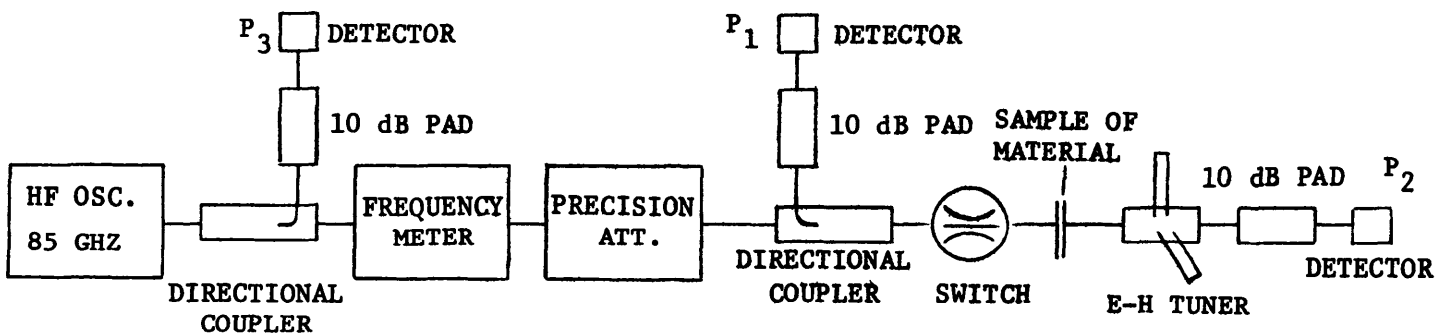 P3 DETECTOR
P1 DETECTOR
10 dB PAD
10 dB PAD
SAMPLE OF
MATERIAL
10 dB PAD
P2
HF OSC.
85 GHZ
FREQUENCY
METER
PRECISION
ATT.
DIRECTIONAL
COUPLER
DIRECTIONAL
COUPLER
SWITCH
E-H TUNER
DETECTOR